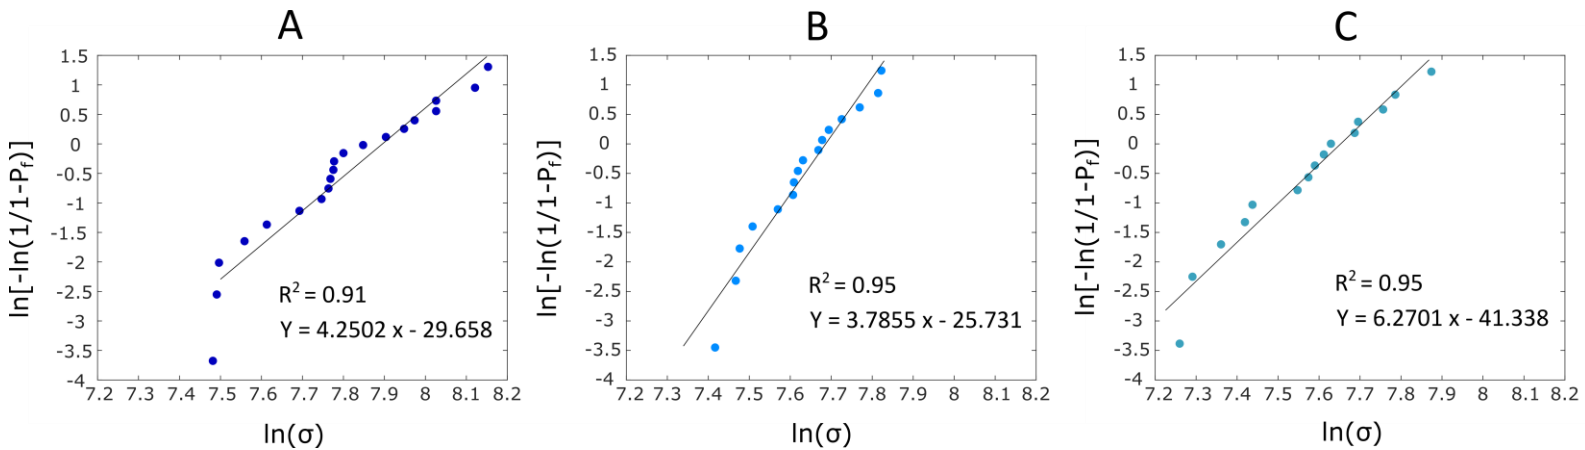 A
1.5
1
0.5
0
-0.5
-1
-1.5
-2
-2.5
-3
-3.5
-4
ln[-ln(1/1-P_f)]
R² = 0.91
Y = 4.2502 x - 29.658
7.2 7.3 7.4 7.5 7.6 7.7 7.8 7.9 8 8.1 8.2
ln(σ)
B
1.5
1
0.5
0
-0.5
-1
-1.5
-2
-2.5
-3
-3.5
-4
ln[-ln(1/1-P_f)]
R² = 0.95
Y = 3.7855 x - 25.731
7.2 7.3 7.4 7.5 7.6 7.7 7.8 7.9 8 8.1 8.2
ln(σ)
C
1.5
1
0.5
0
-0.5
-1
-1.5
-2
-2.5
-3
-3.5
-4
ln[-ln(1/1-P_f)]
R² = 0.95
Y = 6.2701 x - 41.338
7.2 7.3 7.4 7.5 7.6 7.7 7.8 7.9 8 8.1 8.2
ln(σ)